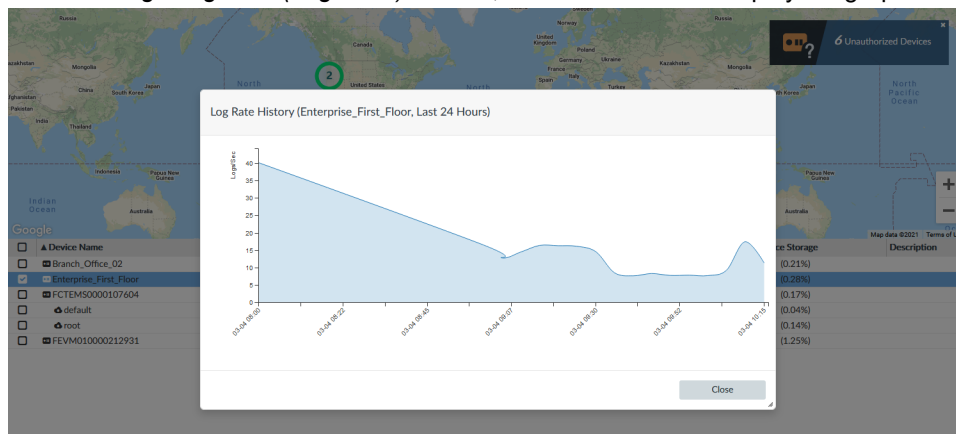 Russia
Norway
Sweden
Russia
Canada
United
Kingdom
Poland
Germany
Ukraine
France
Italy
Spain
Turkey
Kazakhstan
Mongolia
Mongolia
China
South Korea
Japan
Afghanistan
Pakistan
India
Thailand
Indonesia
Papua New
Guinea
Indian
Ocean
Australia
North
United States
North
2
Japan
North
Pacific
Ocean
Papua New
Guinea
Australia
6 Unauthorized Devices
×
?
+
−
Google
Map data ©2021
Log Rate History (Enterprise_First_Floor, Last 24 Hours)
Logs/Sec
40
35
30
25
20
15
10
5
0
03-04 08:00
03-04 08:22
03-04 08:45
03-04 09:07
03-04 09:30
03-04 09:52
03-04 10:15
Close
▲ Device Name
Description
Branch_Office_02
(0.21%)
Enterprise_First_Floor
(0.28%)
FCTEMS0000107604
(0.17%)
default
(0.04%)
root
(0.14%)
FEVM010000212931
(1.25%)